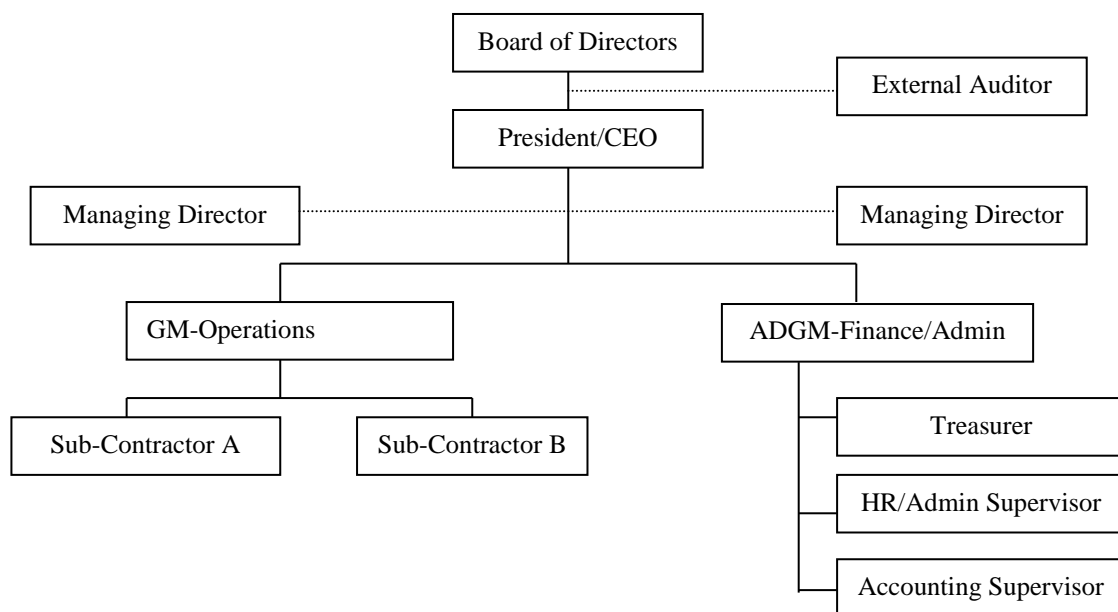 Board of Directors
External Auditor
President/CEO
Managing Director
Managing Director
GM-Operations
ADGM-Finance/Admin
Sub-Contractor A
Sub-Contractor B
Treasurer
HR/Admin Supervisor
Accounting Supervisor